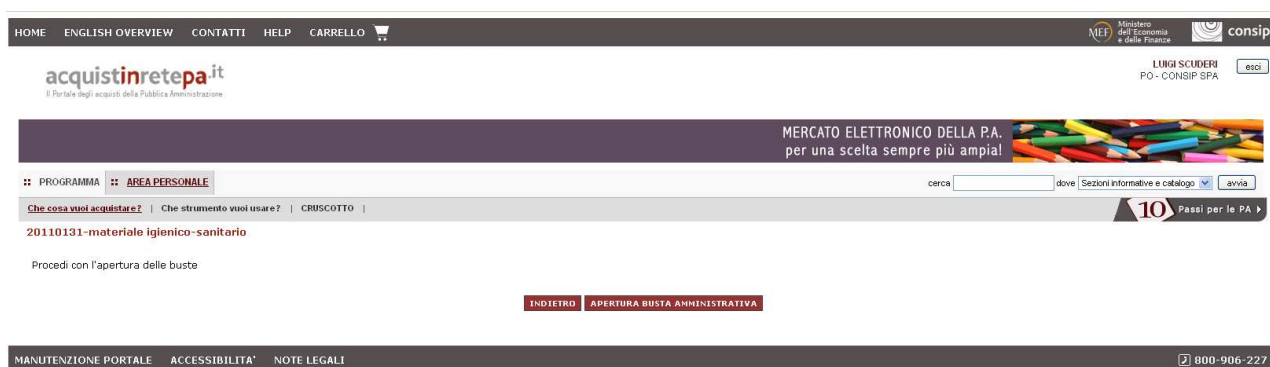 HOME ENGLISH OVERVIEW CONTATTI HELP CARRELLO
MEF Ministero dell'Economia e delle Finanze
consip
acquistinretepa.it
Il Portale degli acquisti della Pubblica Amministrazione
LUIGI SCUDERI
PO - CONSIP SPA
esci
MERCATO ELETTRONICO DELLA P.A.
per una scelta sempre più ampia!
:: PROGRAMMA :: AREA PERSONALE
cerca dove Sezioni informative e catalogo avvia
Che cosa vuoi acquistare? | Che strumento vuoi usare? | CRUSCOTTO |
10 Passi per le PA
20110131-materiale igienico-sanitario
Procedi con l'apertura delle buste
INDIETRO APERTURA BUSTA AMMINISTRATIVA
MANUTENZIONE PORTALE ACCESSIBILITA' NOTE LEGALI
800-906-227